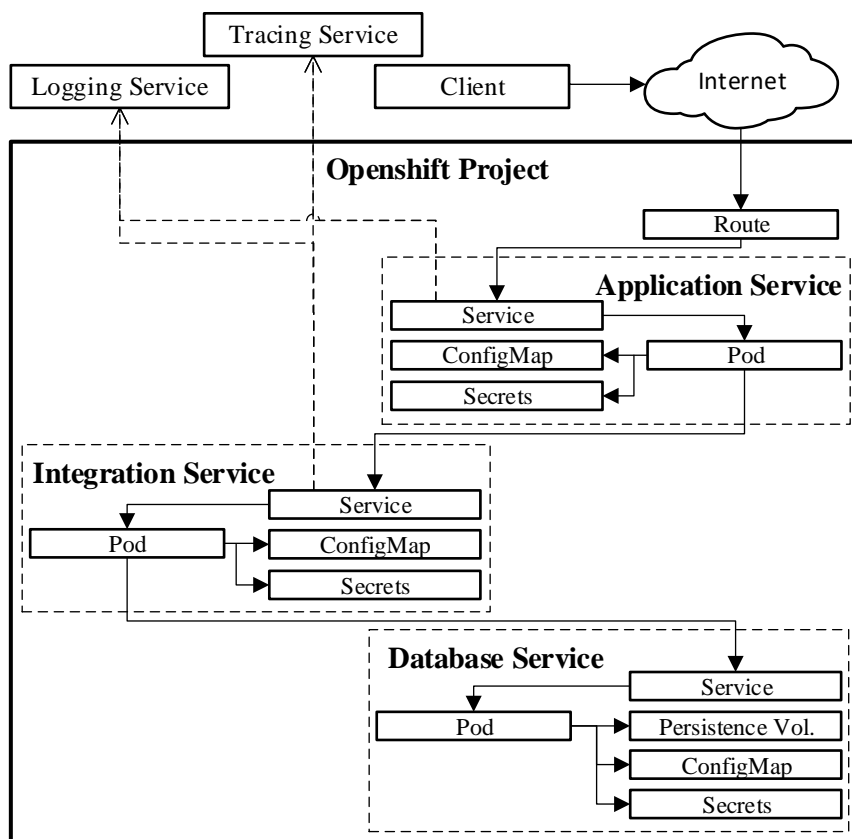 Tracing Service
Logging Service
Client
Internet
Openshift Project
Route
Application Service
Service
ConfigMap
Pod
Secrets
Integration Service
Service
Pod
ConfigMap
Secrets
Database Service
Service
Pod
Persistence Vol.
ConfigMap
Secrets